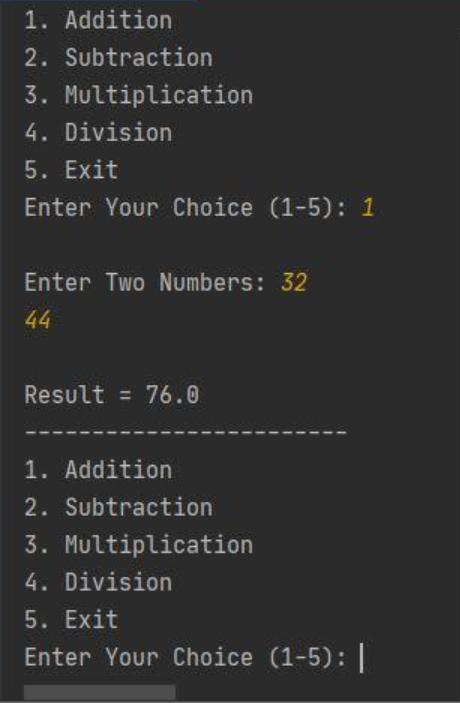 1. Addition
2. Subtraction
3. Multiplication
4. Division
5. Exit
Enter Your Choice (1-5): 1
Enter Two Numbers: 32
44
Result = 76.0
------------------------
1. Addition
2. Subtraction
3. Multiplication
4. Division
5. Exit
Enter Your Choice (1-5):